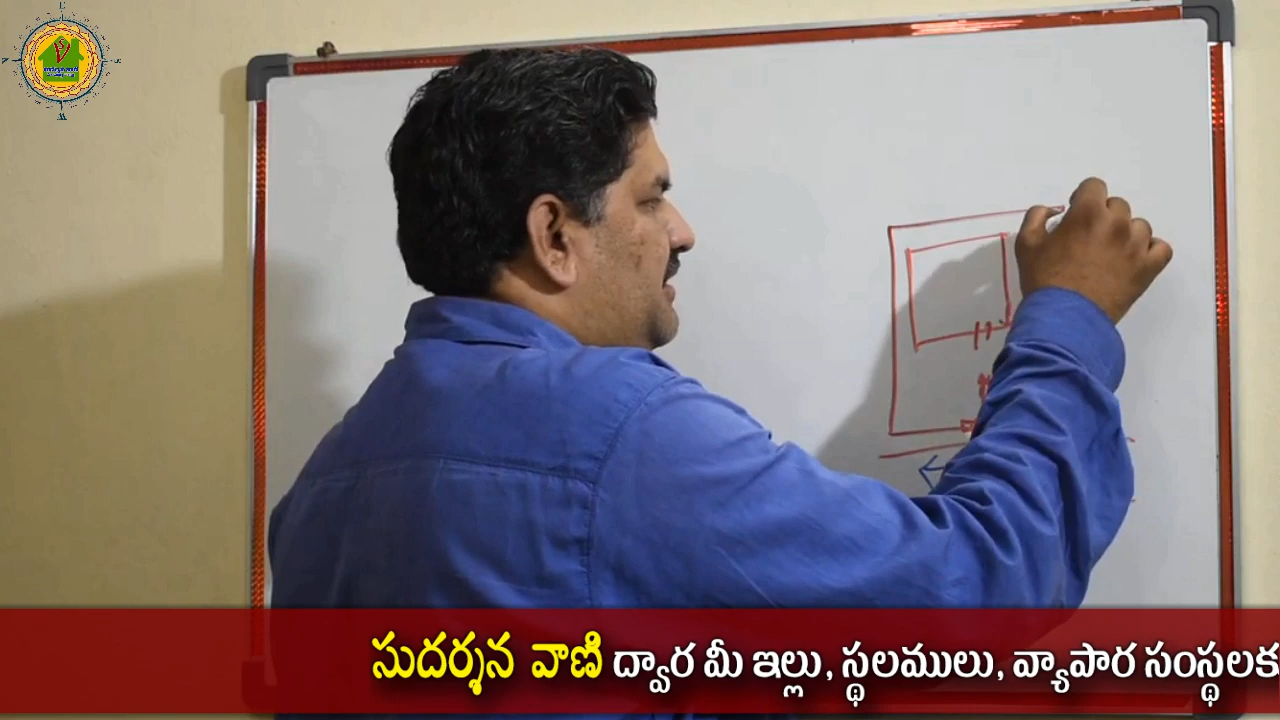 సుదర్శన వాణి ద్వార మీ ఇల్లు, స్థలములు, వ్యాపార సంస్థలకు